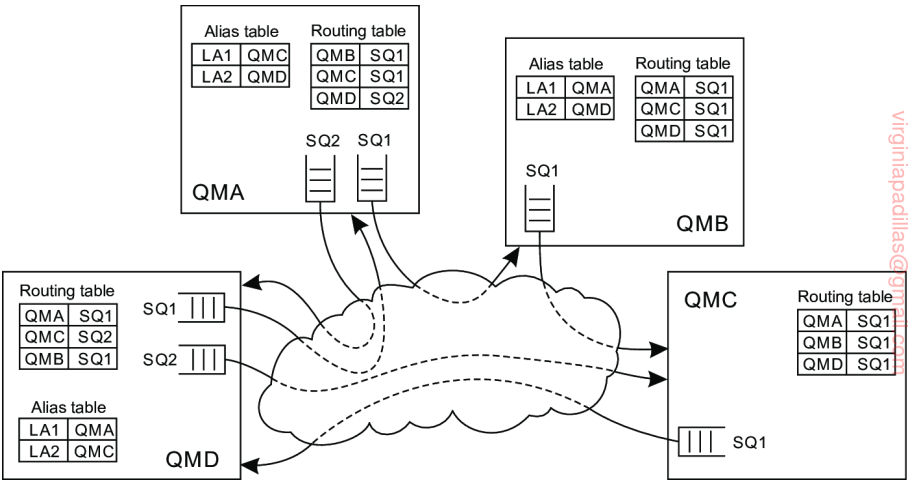 Alias table
LA1 QMC
LA2 QMD
Routing table
QMB SQ1
QMC SQ1
QMD SQ2
SQ2
SQ1
QMA
Alias table
LA1 QMA
LA2 QMD
Routing table
QMA SQ1
QMC SQ1
QMD SQ1
SQ1
QMB
Routing table
QMA SQ1
QMC SQ2
QMB SQ1
SQ1
SQ2
Alias table
LA1 QMA
LA2 QMC
QMD
QMC
Routing table
QMA SQ1
QMB SQ1
QMD SQ1
SQ1
virginiapadillas@gmail.com